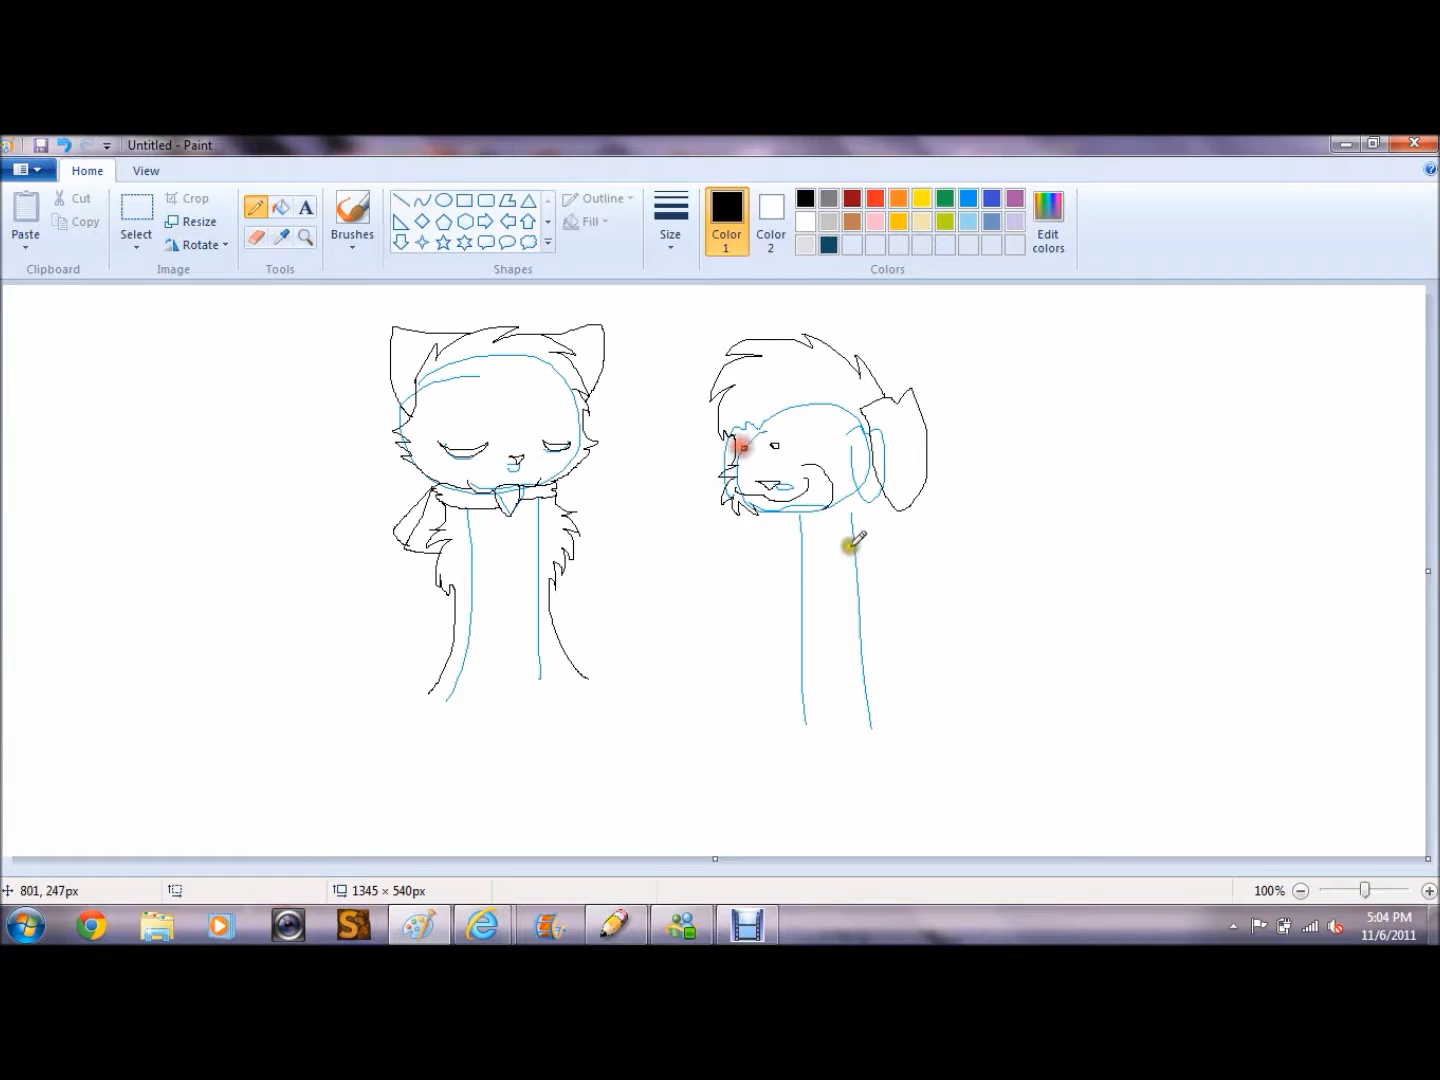 Untitled - Paint
Home View
Paste Cut Copy
Clipboard
Select Crop Resize Rotate
Image
A
Tools
Brushes
Outline Fill
Shapes
Size
Color 1
Color 2
Edit colors
Colors
801, 247px
1345 × 540px
100%
5:04 PM
11/6/2011